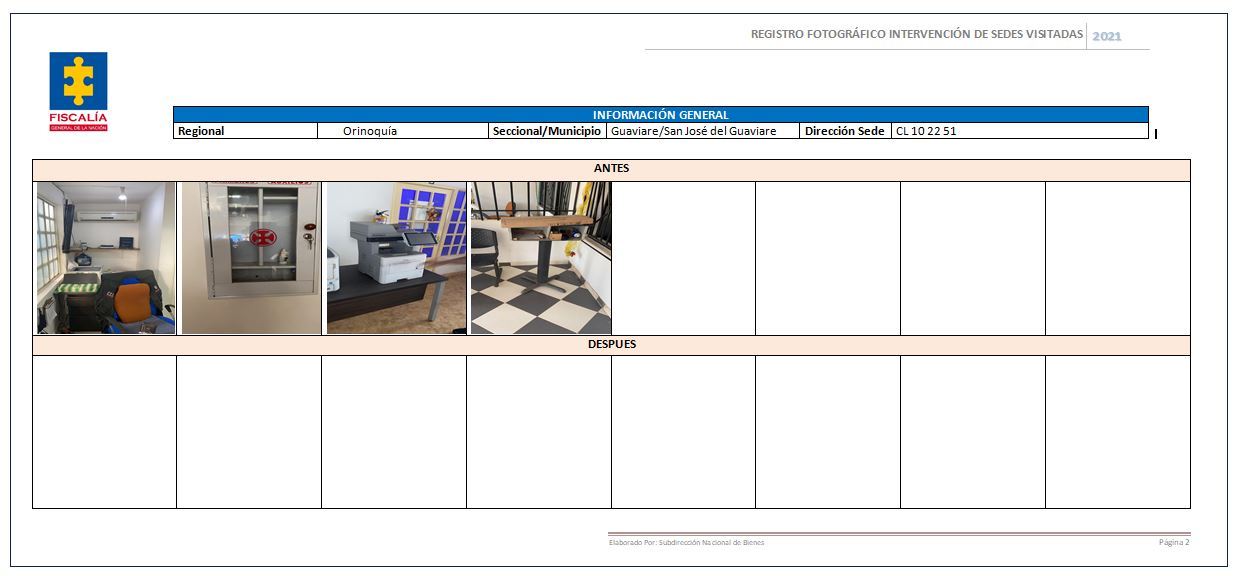 REGISTRO FOTOGRÁFICO INTERVENCIÓN DE SEDES VISITADAS 2021
FISCALÍA
GENERAL DE LA NACIÓN
INFORMACIÓN GENERAL
Regional Orinoquía Seccional/Municipio Guaviare/San José del Guaviare Dirección Sede CL 10 22 51
ANTES
AUXILIOS
DESPUES
Elaborado Por: Subdirección Nacional de Bienes Página 2